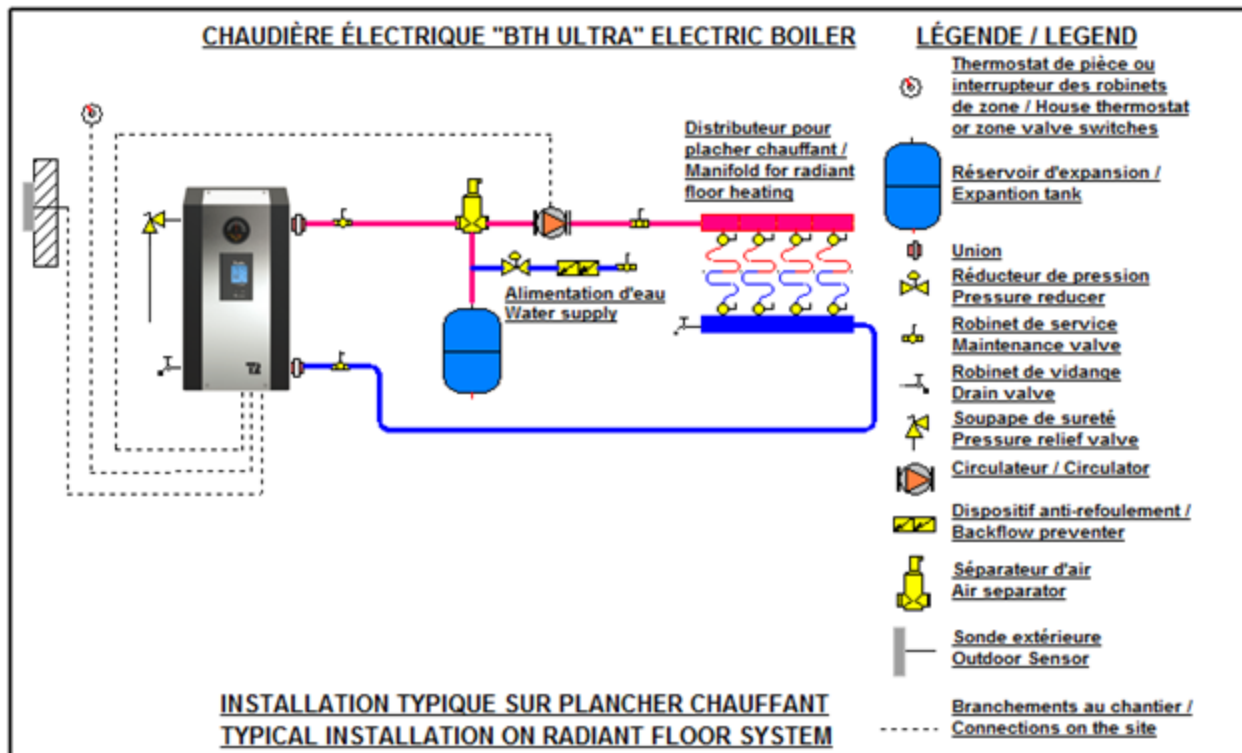 CHAUDIÈRE ÉLECTRIQUE "BTH ULTRA" ELECTRIC BOILER
LÉGENDE / LEGEND
Thermostat de pièce ou
interrupteur des robinets
de zone / House thermostat
or zone valve switches
Réservoir d'expansion /
Expantion tank
Union
Réducteur de pression
Pressure reducer
Robinet de service
Maintenance valve
Robinet de vidange
Drain valve
Soupape de sureté
Pressure relief valve
Circulateur / Circulator
Dispositif anti-refoulement /
Backflow preventer
Séparateur d'air
Air separator
Sonde extérieure
Outdoor Sensor
Branchements au chantier /
Connections on the site
Distributeur pour
placher chauffant /
Manifold for radiant
floor heating
Alimentation d'eau
Water supply
INSTALLATION TYPIQUE SUR PLANCHER CHAUFFANT
TYPICAL INSTALLATION ON RADIANT FLOOR SYSTEM